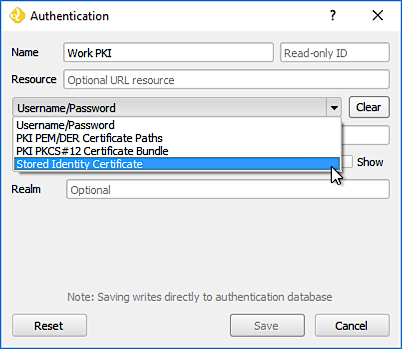 Authentication ?
Name Work PKI Read-only ID
Resource Optional URL resource
Username/Password Clear
Username/Password
PKI PEM/DER Certificate Paths
PKI PKCS#12 Certificate Bundle
Stored Identity Certificate Show
Realm Optional
Note: Saving writes directly to authentication database
Reset Save Cancel